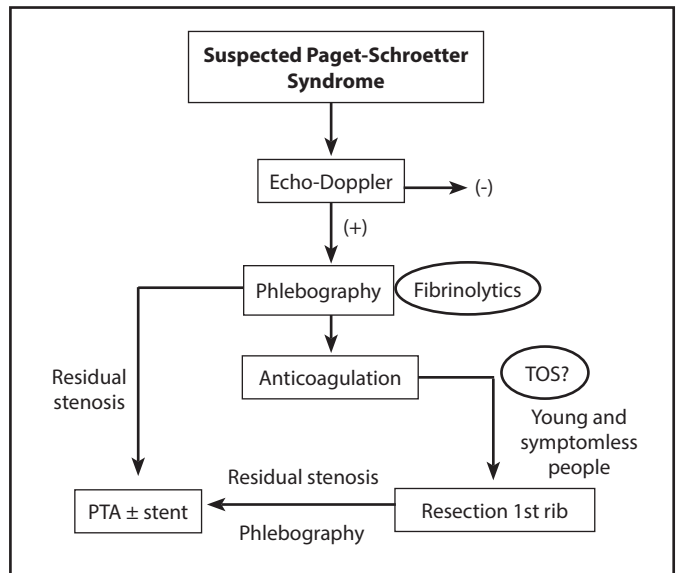 Suspected Paget-Schroetter
Syndrome
Echo-Doppler
(-)
(+)
Phlebography
Fibrinolytics
Anticoagulation
TOS?
Residual
stenosis
Young and
symptomless
people
Residual stenosis
PTA ± stent
Resection 1st rib
Phlebography